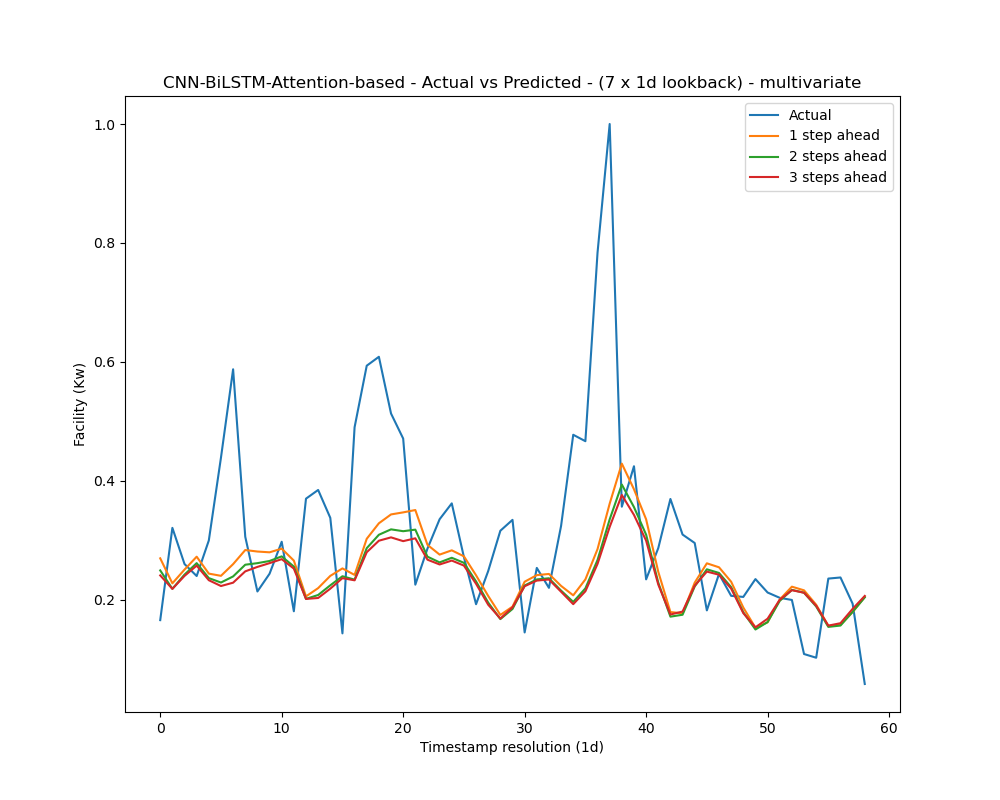 CNN-BiLSTM-Attention-based - Actual vs Predicted - (7 x 1d lookback) - multivariate
Actual
1 step ahead
2 steps ahead
3 steps ahead
1.0
0.8
0.6
0.4
0.2
Facility (Kw)
0 10 20 30 40 50 60
Timestamp resolution (1d)